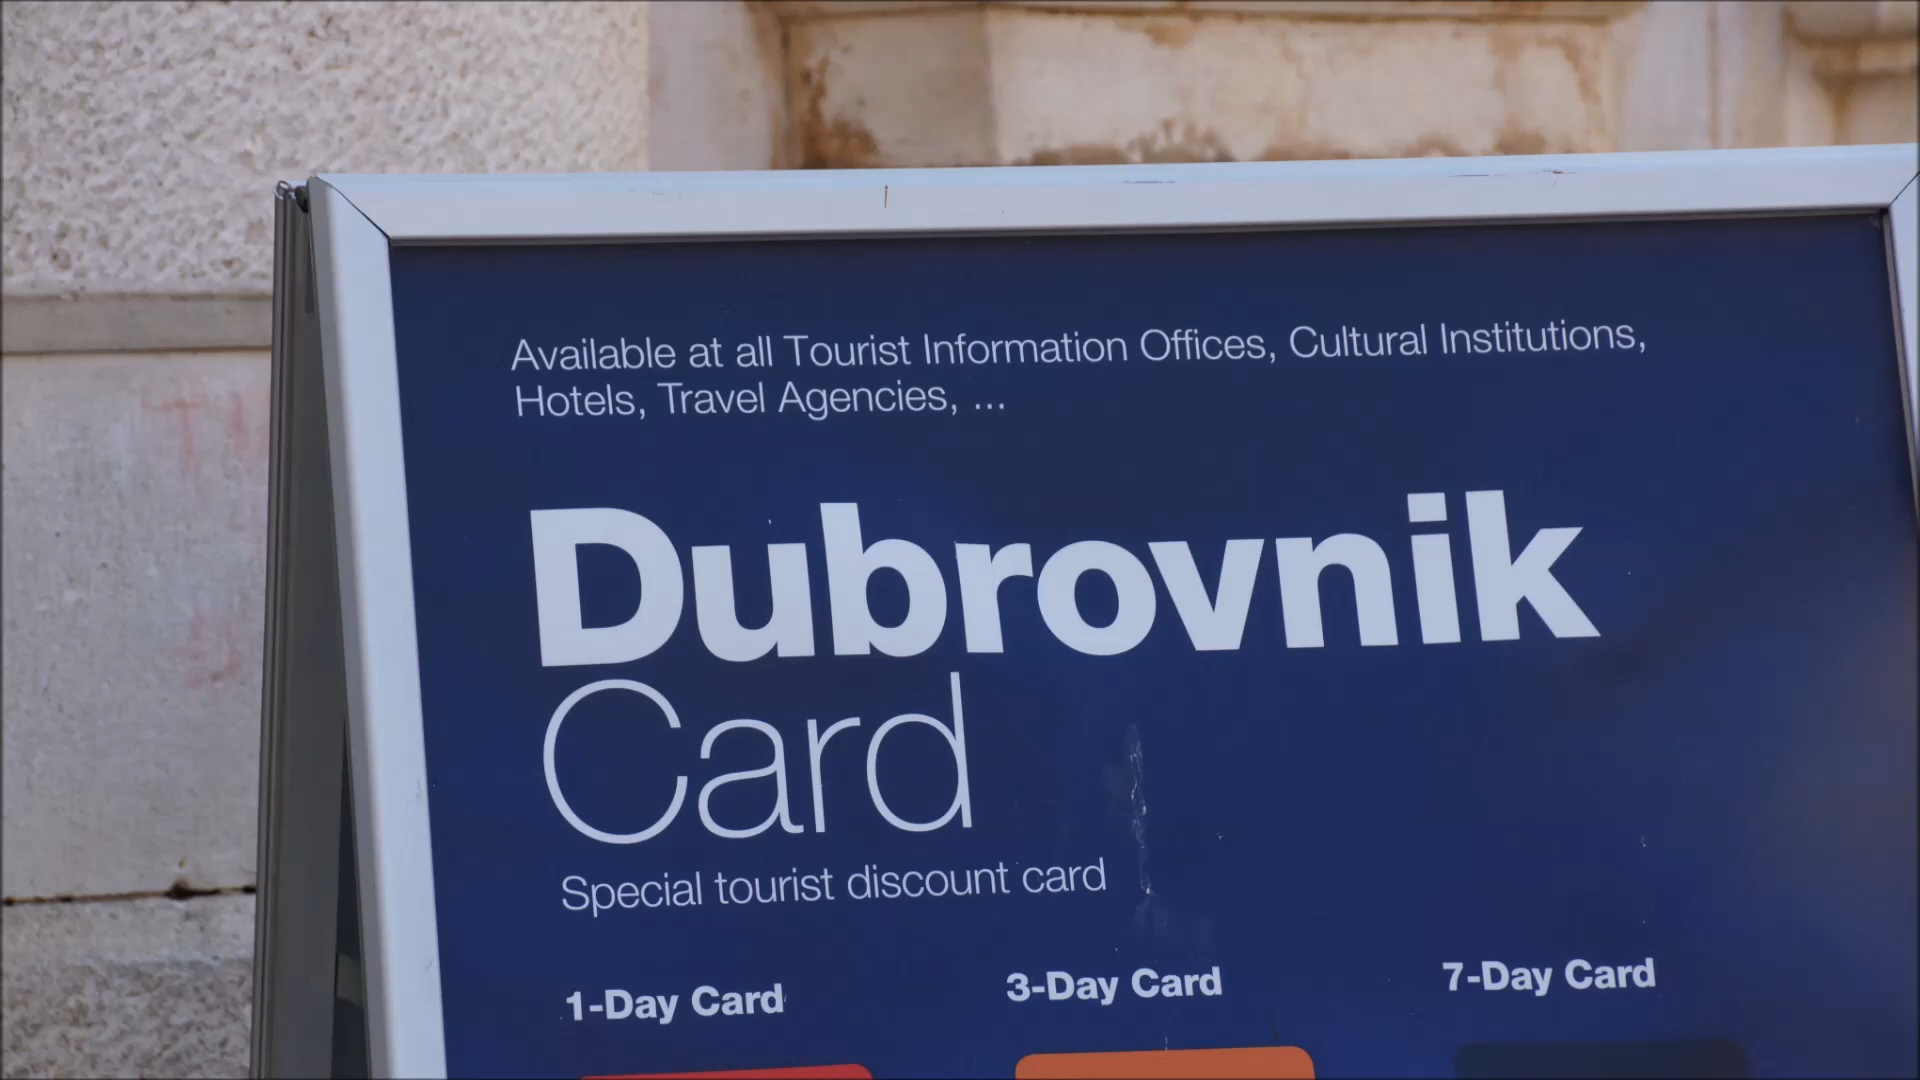 Available at all Tourist Information Offices, Cultural Institutions,
Hotels, Travel Agencies, ...
Dubrovnik
Card
Special tourist discount card
1-Day Card
3-Day Card
7-Day Card